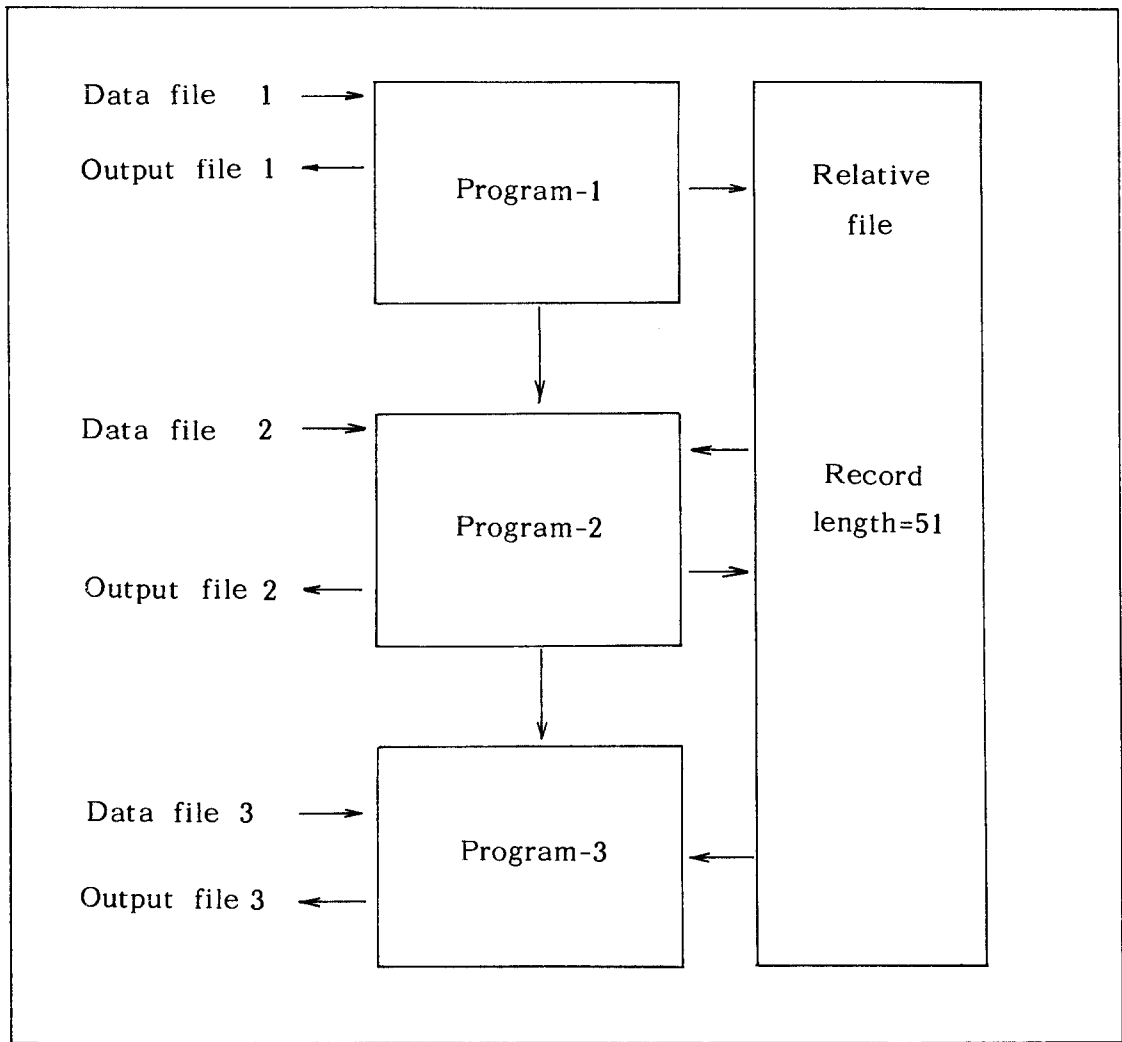 Data file 1
Output file 1
Program-1
Relative
file
Data file 2
Output file 2
Program-2
Record
length=51
Data file 3
Output file 3
Program-3